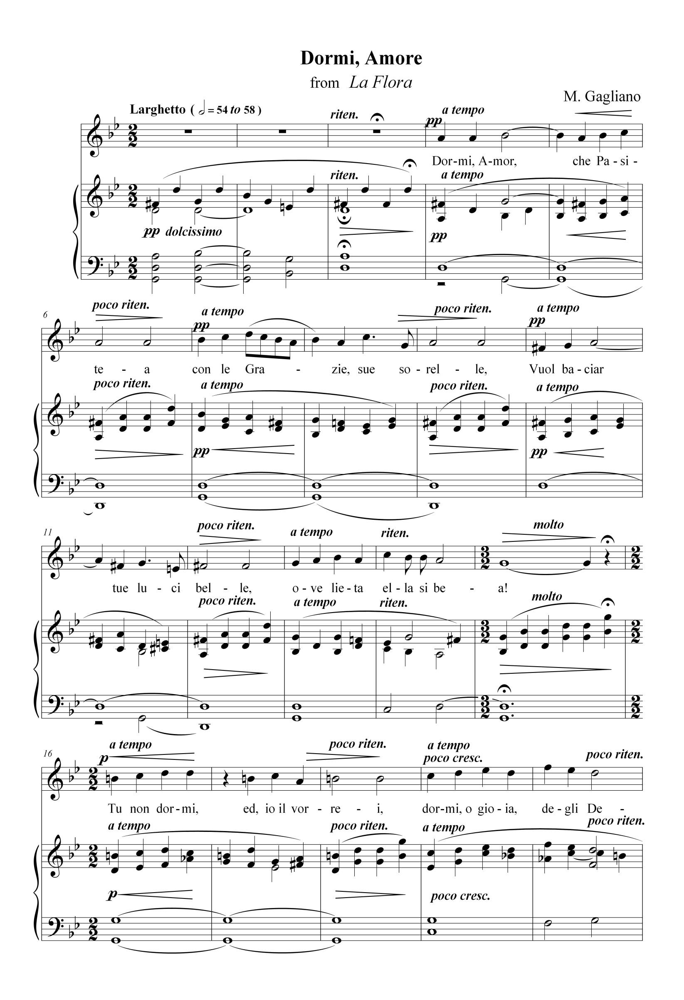 Dormi, Amore
from La Flora
M. Gagliano
Larghetto ( = 54 to 58 )
riten.
a tempo
pp
Dor-mi, A-mor, che Pa - si -
riten.
a tempo
pp dolcissimo
pp
6
poco riten.
a tempo
poco riten.
a tempo
pp
pp
te - a con le Gra - zie, sue so - rel - le, Vuol ba - ciar
poco riten.
a tempo
poco riten.
a tempo
pp
pp
11
poco riten.
a tempo
riten.
molto
tue lu - ci bel - le, o - ve lie - ta el - la si be - a!
poco riten.
a tempo
riten.
molto
16
a tempo
poco riten.
a tempo
poco riten.
p
poco cresc.
Tu non dor - mi, ed, io il vor - re - i, dor-mi, o gio - ia, de - gli De -
a tempo
poco riten.
a tempo
poco riten.
p
poco cresc.